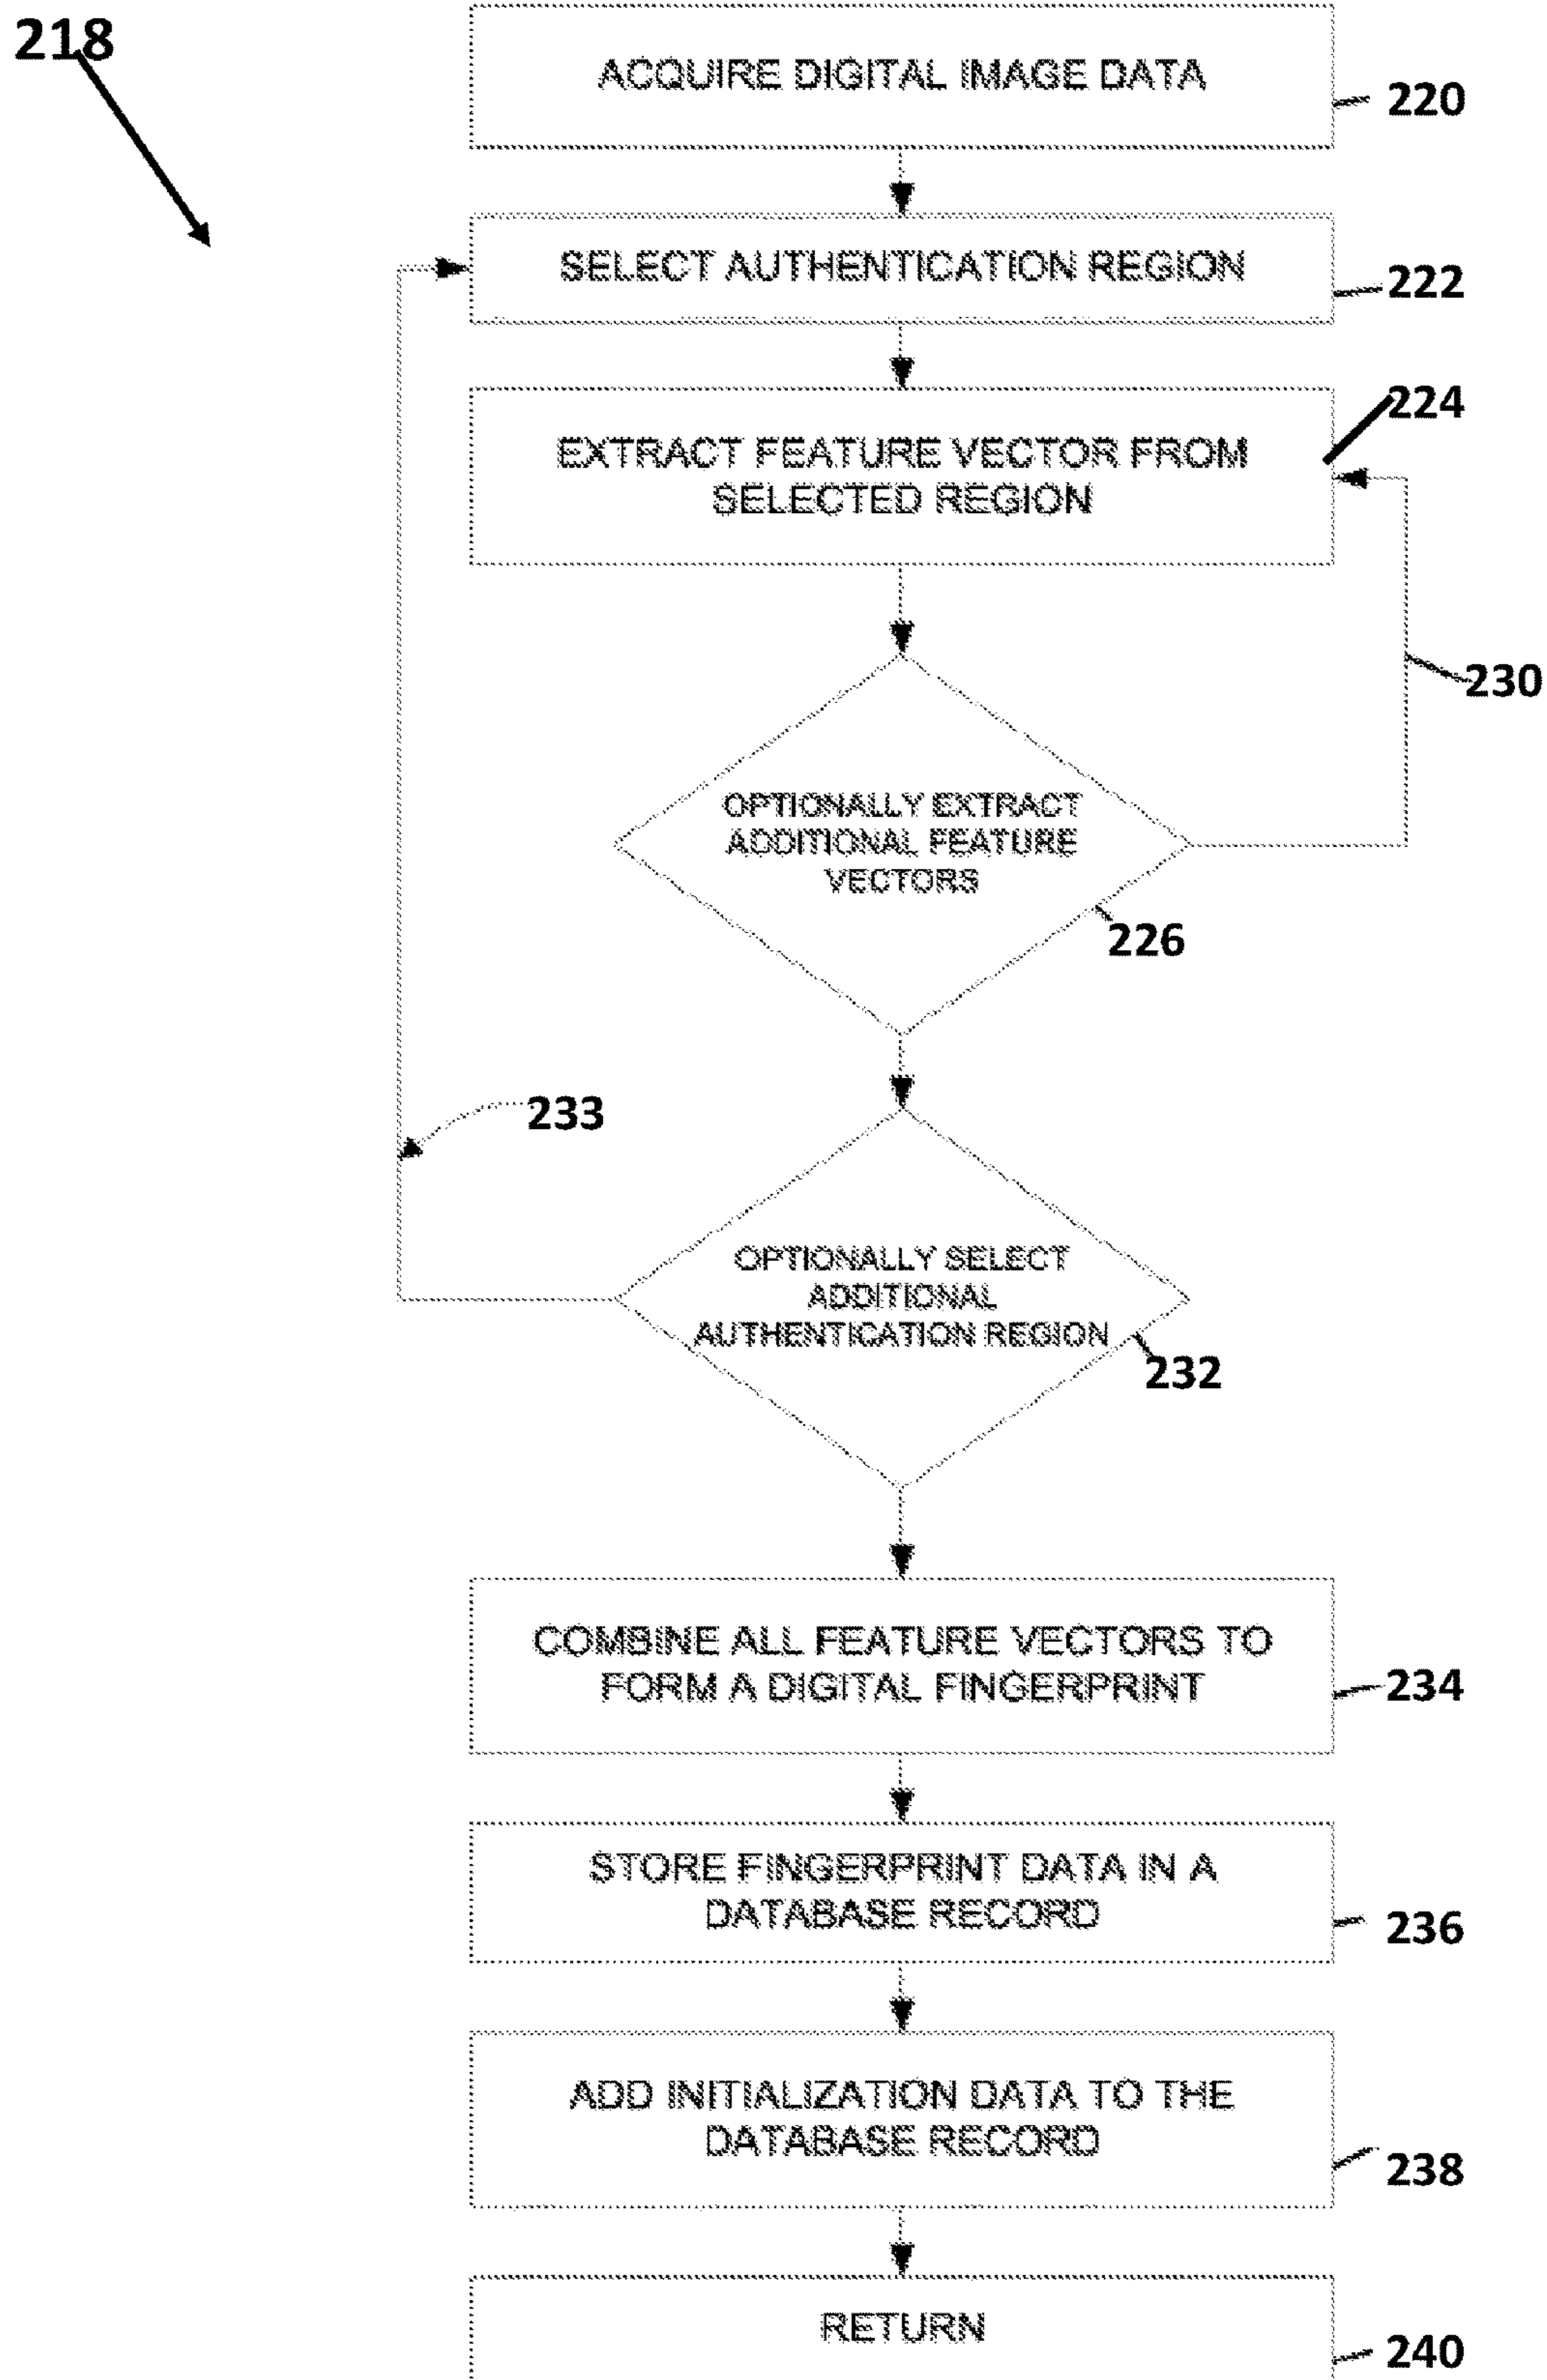 218
ACQUIRE DIGITAL IMAGE DATA
220
SELECT AUTHENTICATION REGION
222
224
EXTRACT FEATURE VECTOR FROM
SELECTED REGION
230
OPTIONALLY EXTRACT
ADDITIONAL FEATURE
VECTORS
226
233
OPTIONALLY SELECT
ADDITIONAL
AUTHENTICATION REGION
232
COMBINE ALL FEATURE VECTORS TO
FORM A DIGITAL FINGERPRINT
234
STORE FINGERPRINT DATA IN A
DATABASE RECORD
236
ADD INITIALIZATION DATA TO THE
DATABASE RECORD
238
RETURN
240